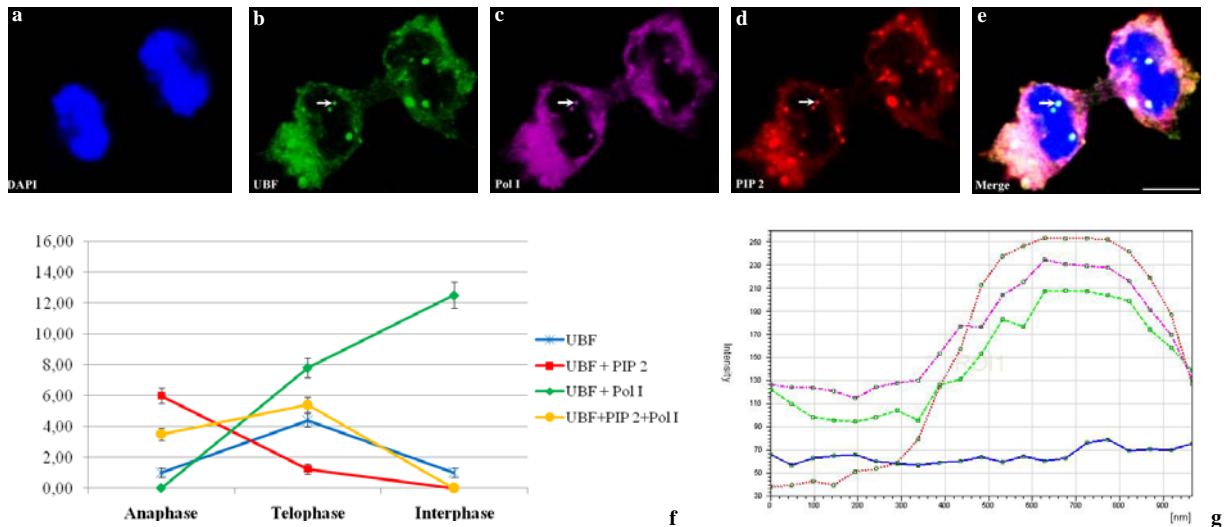 a
b
c
d
e
DAPI
UBF
Pol I
PIP 2
Merge
16,00
14,00
12,00
10,00
8,00
6,00
4,00
2,00
0,00
Anaphase Telophase Interphase
UBF
UBF + PIP 2
UBF + Pol I
UBF+PIP 2+Pol I
f
Intensity
250
230
210
190
170
150
130
110
90
70
50
30
0 100 200 300 400 500 600 700 800 900
[nm]
ROI1
g